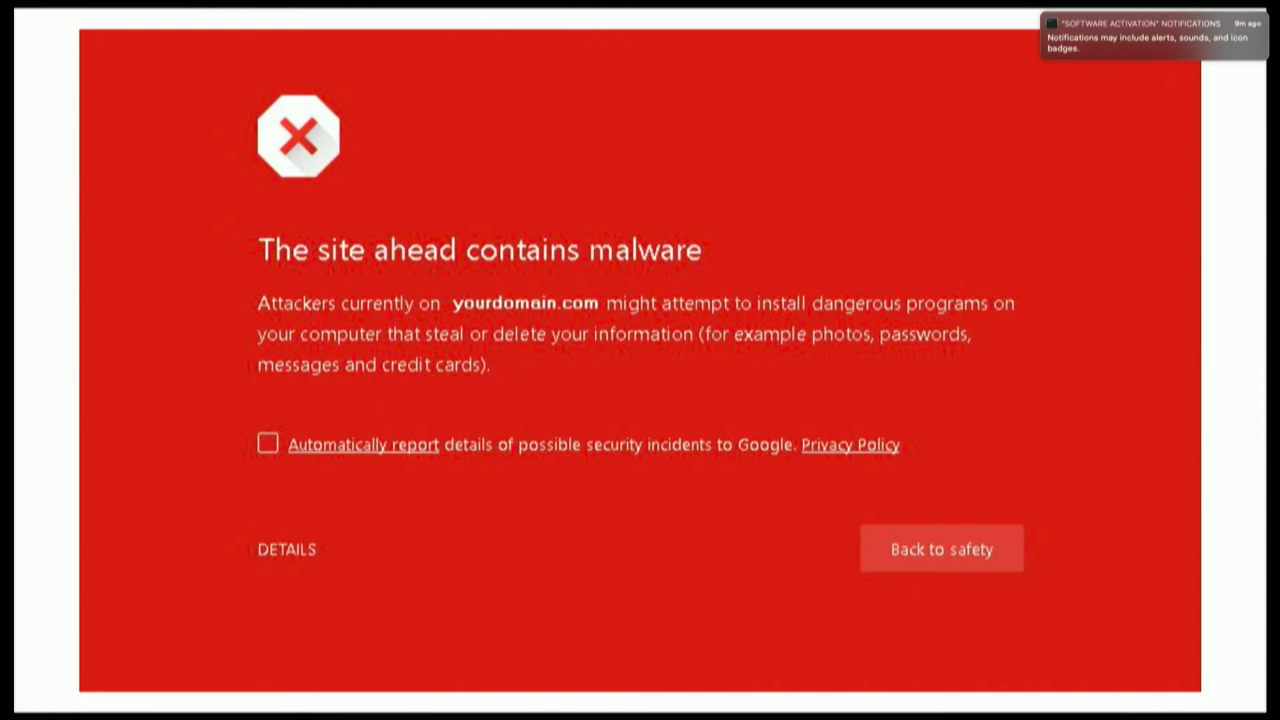 "SOFTWARE ACTIVATION" NOTIFICATIONS 9m ago
Notifications may include alerts, sounds, and icon
badges.
The site ahead contains malware
Attackers currently on yourdomain.com might attempt to install dangerous programs on
your computer that steal or delete your information (for example photos, passwords,
messages and credit cards).
Automatically report details of possible security incidents to Google. Privacy Policy
DETAILS
Back to safety